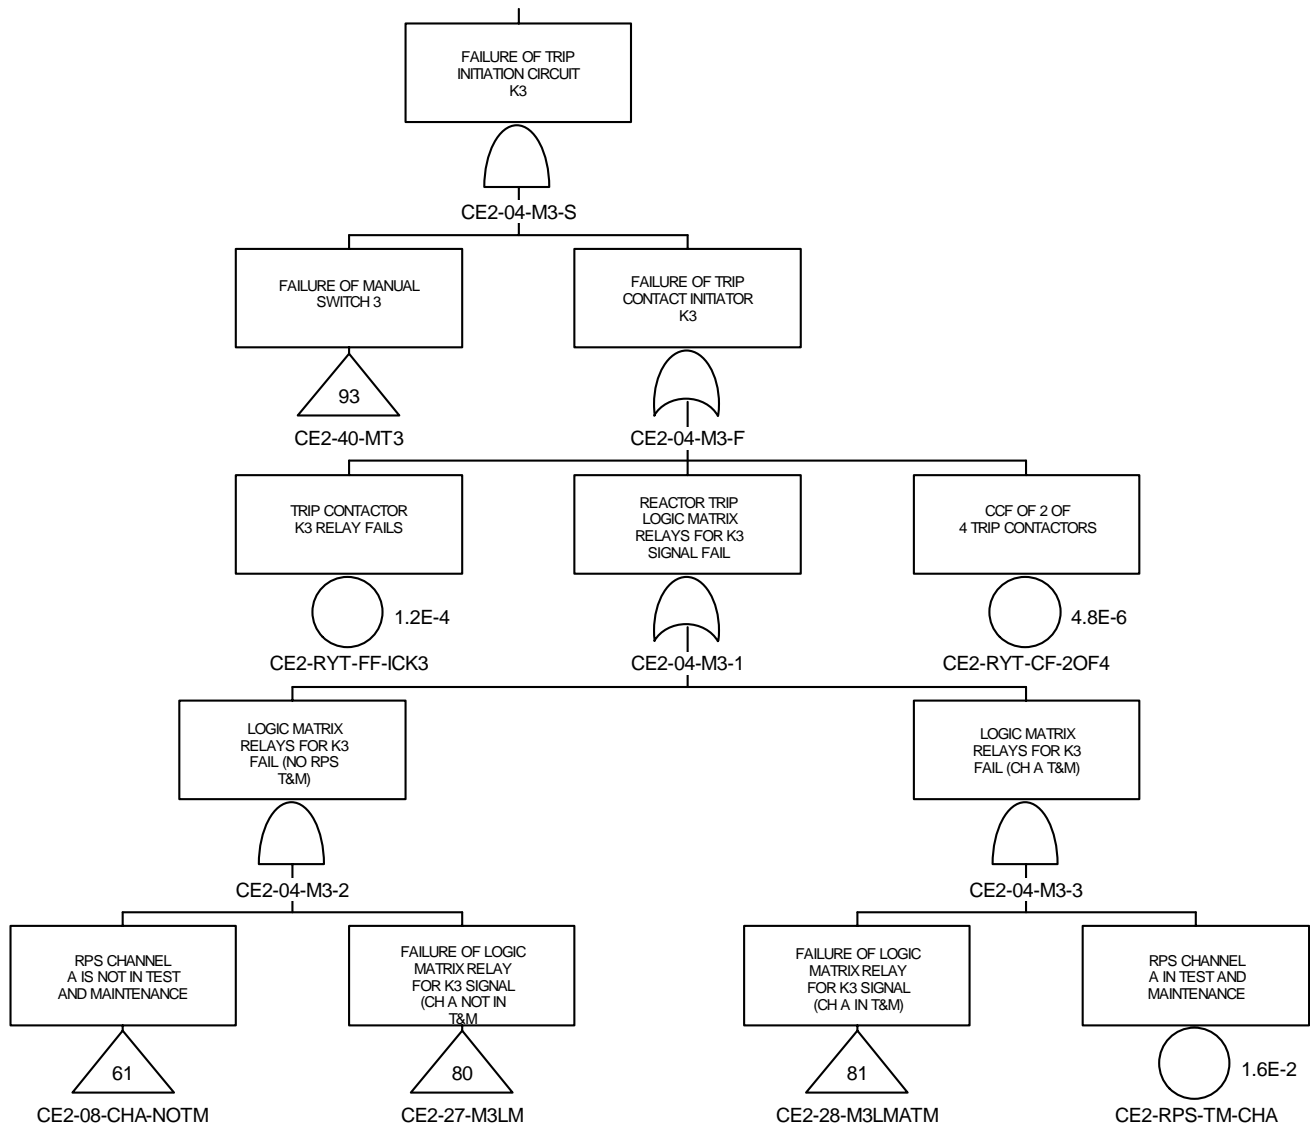 FAILURE OF TRIP
INITIATION CIRCUIT
K3
CE2-04-M3-S
FAILURE OF MANUAL
SWITCH 3
93
CE2-40-MT3
FAILURE OF TRIP
CONTACT INITIATOR
K3
CE2-04-M3-F
TRIP CONTACTOR
K3 RELAY FAILS
1.2E-4
CE2-RYT-FF-ICK3
REACTOR TRIP
LOGIC MATRIX
RELAYS FOR K3
SIGNAL FAIL
CE2-04-M3-1
CCF OF 2 OF
4 TRIP CONTACTORS
4.8E-6
CE2-RYT-CF-2OF4
LOGIC MATRIX
RELAYS FOR K3
FAIL (NO RPS
T&M)
CE2-04-M3-2
LOGIC MATRIX
RELAYS FOR K3
FAIL (CH A T&M)
CE2-04-M3-3
RPS CHANNEL
A IS NOT IN TEST
AND MAINTENANCE
61
CE2-08-CHA-NOTM
FAILURE OF LOGIC
MATRIX RELAY
FOR K3 SIGNAL
(CH A NOT IN
T&M
80
CE2-27-M3LM
FAILURE OF LOGIC
MATRIX RELAY
FOR K3 SIGNAL
(CH A IN T&M)
81
CE2-28-M3LMATM
RPS CHANNEL
A IN TEST AND
MAINTENANCE
1.6E-2
CE2-RPS-TM-CHA